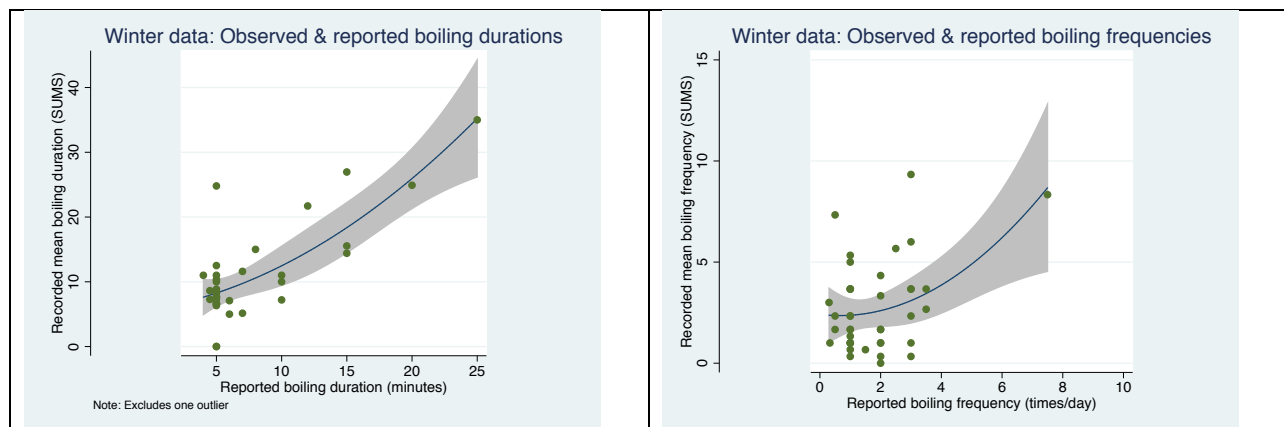 Winter data: Observed & reported boiling durations
Recorded mean boiling duration (SUMS)
40
30
20
10
0
5 10 15 20 25
Reported boiling duration (minutes)
Note: Excludes one outlier
Winter data: Observed & reported boiling frequencies
Recorded mean boiling frequency (SUMS)
15
10
5
0
0 2 4 6 8 10
Reported boiling frequency (times/day)